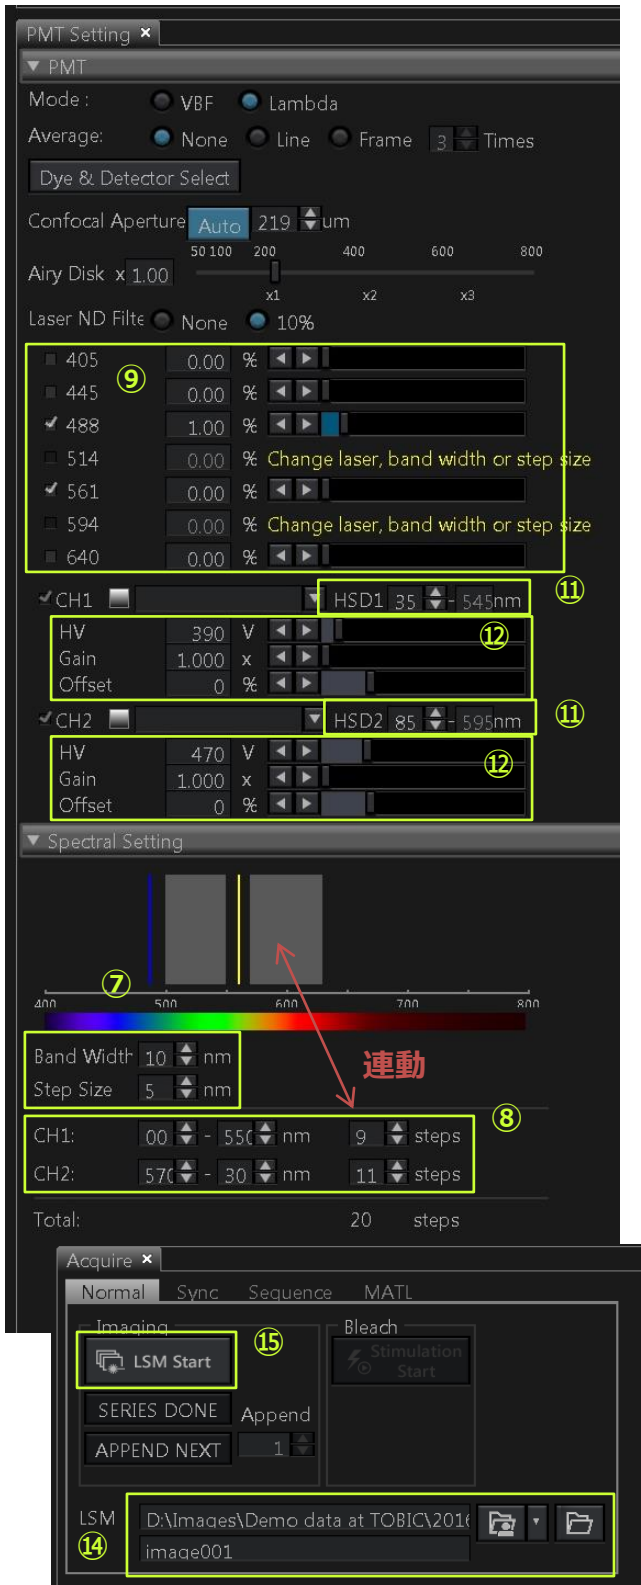 PMT Setting ×
▼ PMT
Mode : VBF Lambda
Average: None Line Frame 3 Times
Dye & Detector Select
Confocal Aperture Auto 219 um
50 100 200 400 600 800
Airy Disk x 1.00
x1 x2 x3
Laser ND Filte None 10%
405 0.00 %
⑨
445 0.00 %
488 1.00 %
514 0.00 % Change laser, band width or step size
561 0.00 %
594 0.00 % Change laser, band width or step size
640 0.00 %
CH1 HSD1 35 - 545nm ⑪
HV 390 V ⑫
Gain 1.000 x
Offset 0 %
CH2 HSD2 85 - 595nm ⑪
HV 470 V ⑫
Gain 1.000 x
Offset 0 %
▼ Spectral Setting
⑦
400 500 600 700 800
Band Width 10 nm
連動
Step Size 5 nm
⑧
CH1: 00 - 550 nm 9 steps
CH2: 570 - 30 nm 11 steps
Total: 20 steps
Acquire ×
Normal Sync Sequence MATL
Imaging Bleach
LSM Start ⑮ Stimulation Start
SERIES DONE Append
APPEND NEXT 1
LSM D:\Images\Demo data at TOBIC\2016
⑭ image001